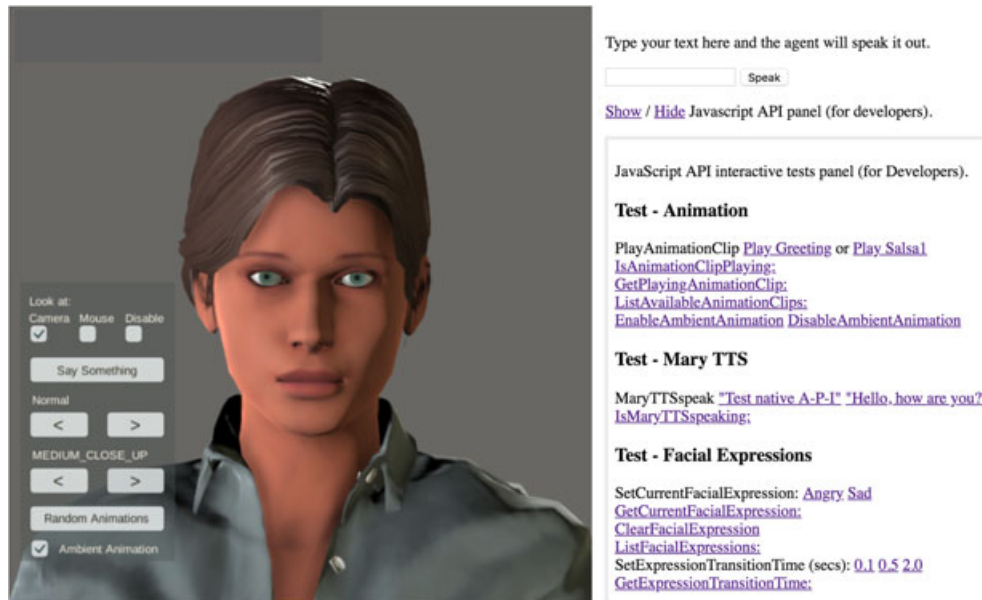 Look at:
Camera Mouse Disable
Say Something
Normal
< >
MEDIUM_CLOSE_UP
< >
Random Animations
Ambient Animation
Type your text here and the agent will speak it out.
Speak
Show / Hide Javascript API panel (for developers).
JavaScript API interactive tests panel (for Developers).
Test - Animation
PlayAnimationClip Play Greeting or Play Salsa1
IsAnimationClipPlaying:
GetPlayingAnimationClip:
ListAvailableAnimationClips:
EnableAmbientAnimation DisableAmbientAnimation
Test - Mary TTS
MaryTTSspeak "Test native A-P-I" "Hello, how are you?
IsMaryTTSspeaking:
Test - Facial Expressions
SetCurrentFacialExpression: Angry Sad
GetCurrentFacialExpression:
ClearFacialExpression
ListFacialExpressions:
SetExpressionTransitionTime (secs): 0.1 0.5 2.0
GetExpressionTransitionTime: